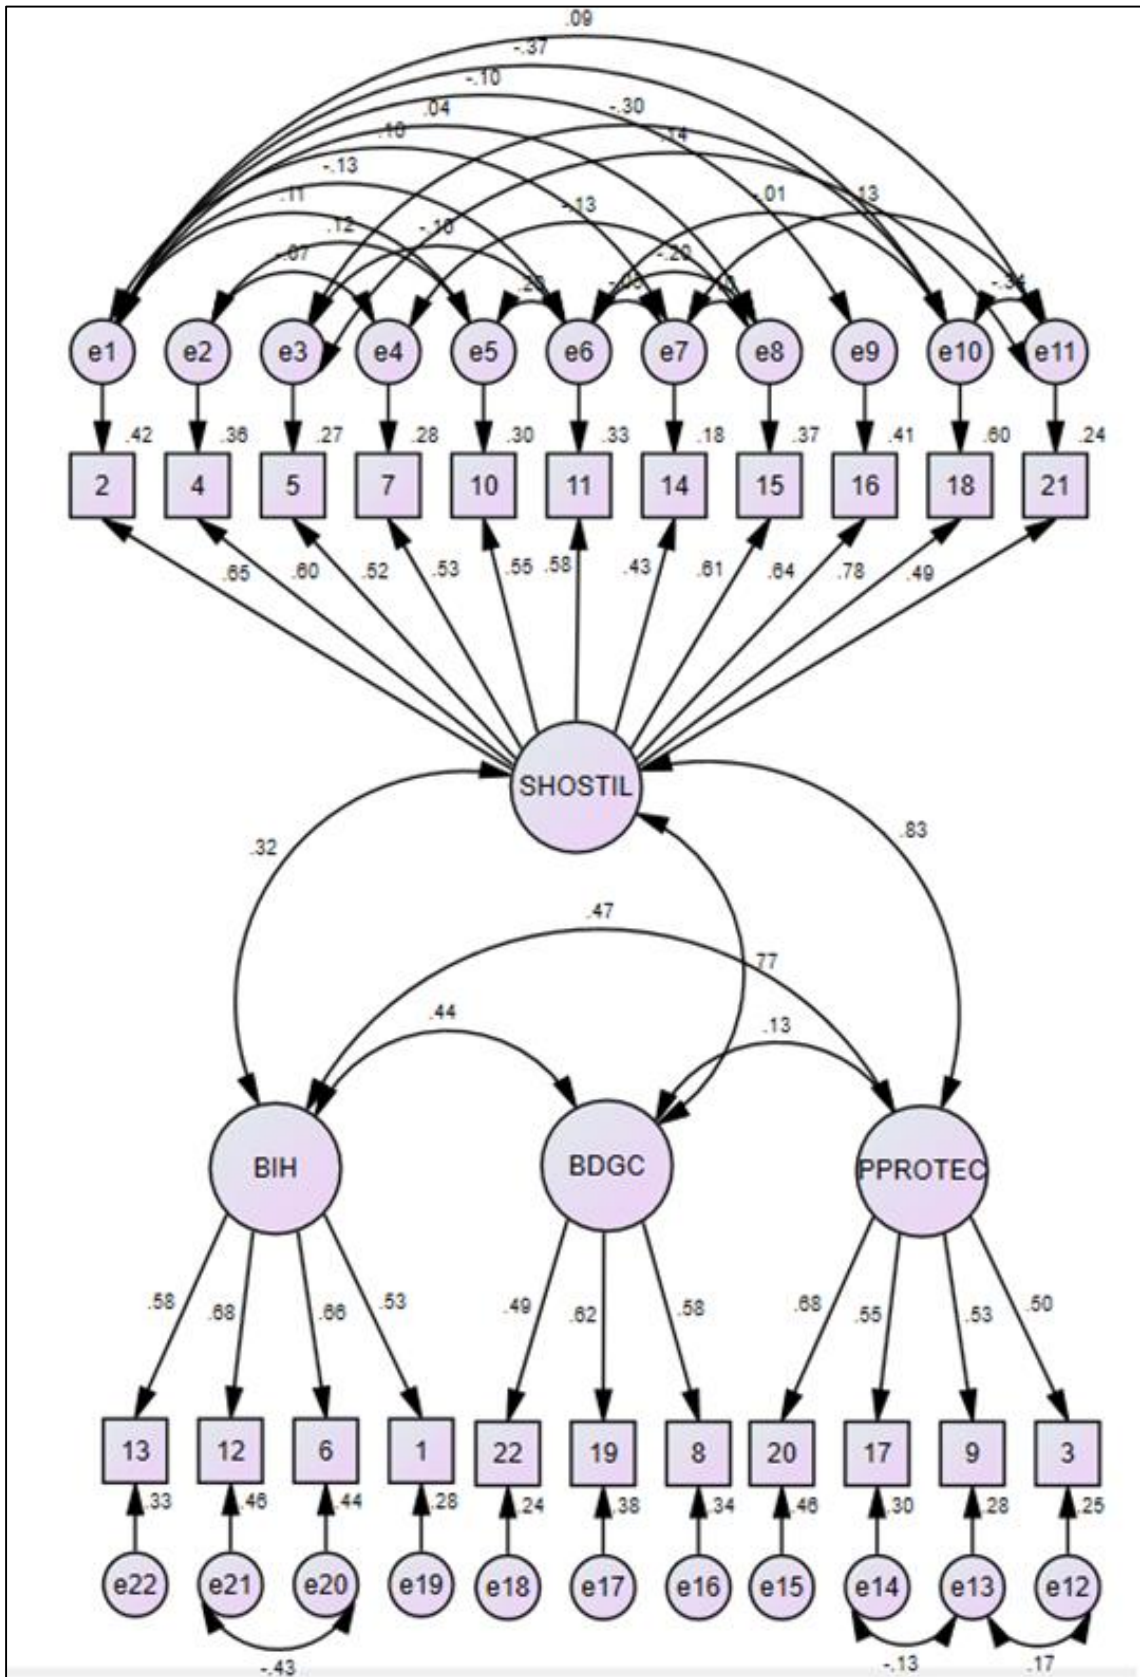 .09
-.37
-.10
.04 -.30
.10 .14
-.13 -.01 .13
.11 -.13
.12 -.10
-.07 -.20
e1 e2 e3 e4 e5 e6 e7 e8 e9 e10 e11
.42 .36 .27 .28 .30 .33 .18 .37 .41 .60 .24
2 4 5 7 10 11 14 15 16 18 21
.65 .60 .52 .53 .55 .58 .43 .61 .64 .78 .49
SHOSTIL
.32 .83
.47
.77
.44 .13
BIH BDGC PPROTEC
.58 .68 .66 .53 .49 .62 .58 .68 .55 .53 .50
13 12 6 1 22 19 8 20 17 9 3
.33 .46 .44 .28 .24 .38 .34 .46 .30 .28 .25
e22 e21 e20 e19 e18 e17 e16 e15 e14 e13 e12
-.43 -.13 .17